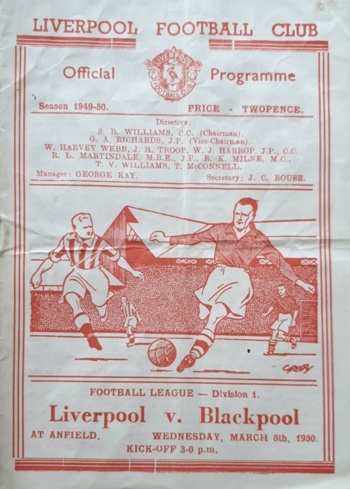 LIVERPOOL FOOTBALL CLUB
Official Programme
Season 1949-50. PRICE - TWOPENCE.
Directors:
S. R. WILLIAMS, C.C. (Chairman).
G. A. RICHARDS, J.P. (Vice-Chairman).
W. HARVEY WEBB, J. H. TROOP, W. J. HARROP, J.P., C.C.
R. L. MARTINDALE, M.B.E., J.P., R. K. MILNE, M.C.,
T. V. WILLIAMS, T. McCONNELL.
Manager: GEORGE KAY. Secretary: J. C. ROUSE.
FOOTBALL LEAGUE — Division 1.
Liverpool v. Blackpool
AT ANFIELD, WEDNESDAY, MARCH 8th, 1950.
KICK-OFF 3-0 p.m.